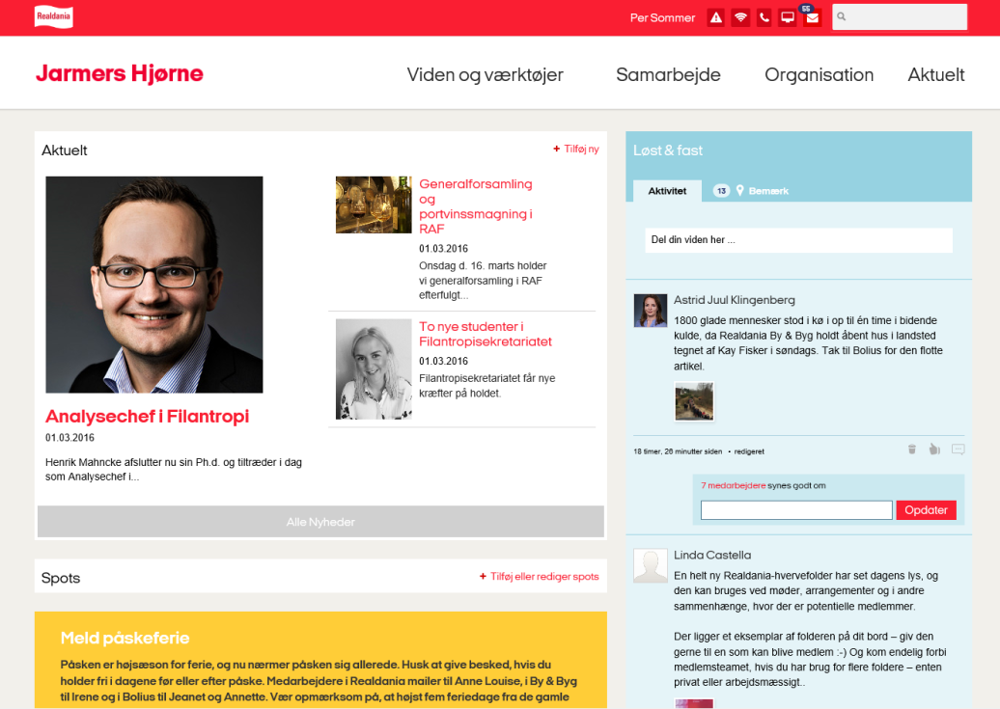 Realdania
Per Sommer
55
Jarmers Hjørne
Viden og værktøjer
Samarbejde
Organisation
Aktuelt
Aktuelt
+ Tilføj ny
Analysechef i Filantropi
01.03.2016
Henrik Mahncke afslutter nu sin Ph.d. og tiltræder i dag
som Analysechef i...
Generalforsamling
og
portvinssmagning i
RAF
01.03.2016
Onsdag d. 16. marts holder
vi generalforsamling i RAF
efterfulgt...
To nye studenter i
Filantropisekretariatet
01.03.2016
Filantropisekretariatet får nye
kræfter på holdet.
Alle Nyheder
Spots
+ Tilføj eller rediger spots
Meld påskeferie
Påsken er højsæson for ferie, og nu nærmer påsken sig allerede. Husk at give besked, hvis du
holder fri i dagene før eller efter påske. Medarbejdere i Realdania mailer til Anne Louise, i By & Byg
til Irene og i Bolius til Jeanet og Annette. Vær opmærksom på, at højst fem feriedage fra de gamle
Løst & fast
Aktivitet
13
Bemærk
Del din viden her ...
Astrid Juul Klingenberg
1800 glade mennesker stod i kø i op til én time i bidende
kulde, da Realdania By & Byg holdt åbent hus i landsted
tegnet af Kay Fisker i søndags. Tak til Bolius for den flotte
artikel.
18 timer, 26 minutter siden • redigeret
7 medarbejdere synes godt om
Opdater
Linda Castella
En helt ny Realdania-hvervefolder har set dagens lys, og
den kan bruges ved møder, arrangementer og i andre
sammenhænge, hvor der er potentielle medlemmer.
Der ligger et eksemplar af folderen på dit bord – giv den
gerne til en som kan blive medlem :-) Og kom endelig forbi
medlemsteamet, hvis du har brug for flere foldere – enten
privat eller arbejdsmæssigt..